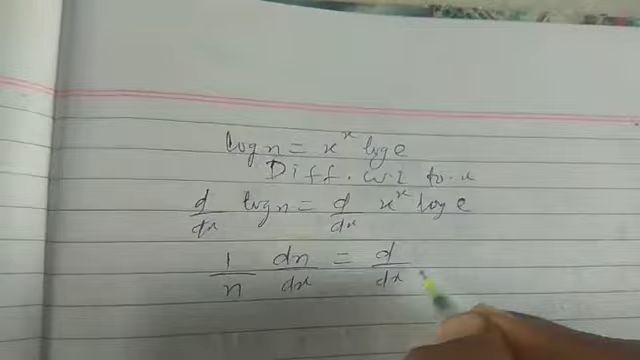 log n = x^x log e
Diff. w.r to.x
d/dx log n = d/dx x^x log e
1/n dn/dx = d/dx